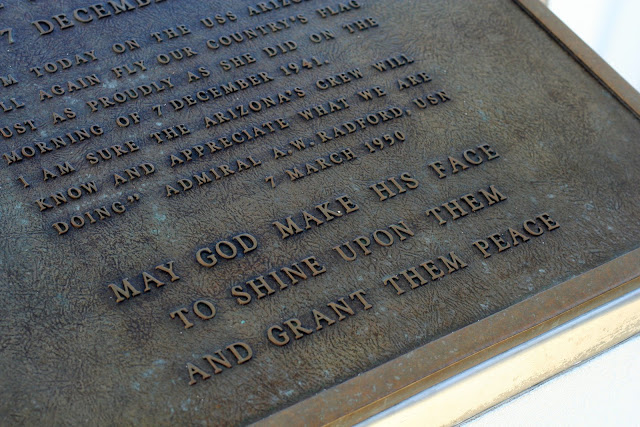 7 DECEMBER
TODAY ON THE USS ARIZONA
AGAIN FLY OUR COUNTRY'S FLAG
AS PROUDLY AS SHE DID ON THE
MORNING OF 7 DECEMBER 1941.
I AM SURE THE ARIZONA'S CREW WILL
KNOW AND APPRECIATE WHAT WE ARE
DOING" ADMIRAL A.W. RADFORD, USN
7 MARCH 1950
MAY GOD MAKE HIS FACE
TO SHINE UPON THEM
AND GRANT THEM PEACE